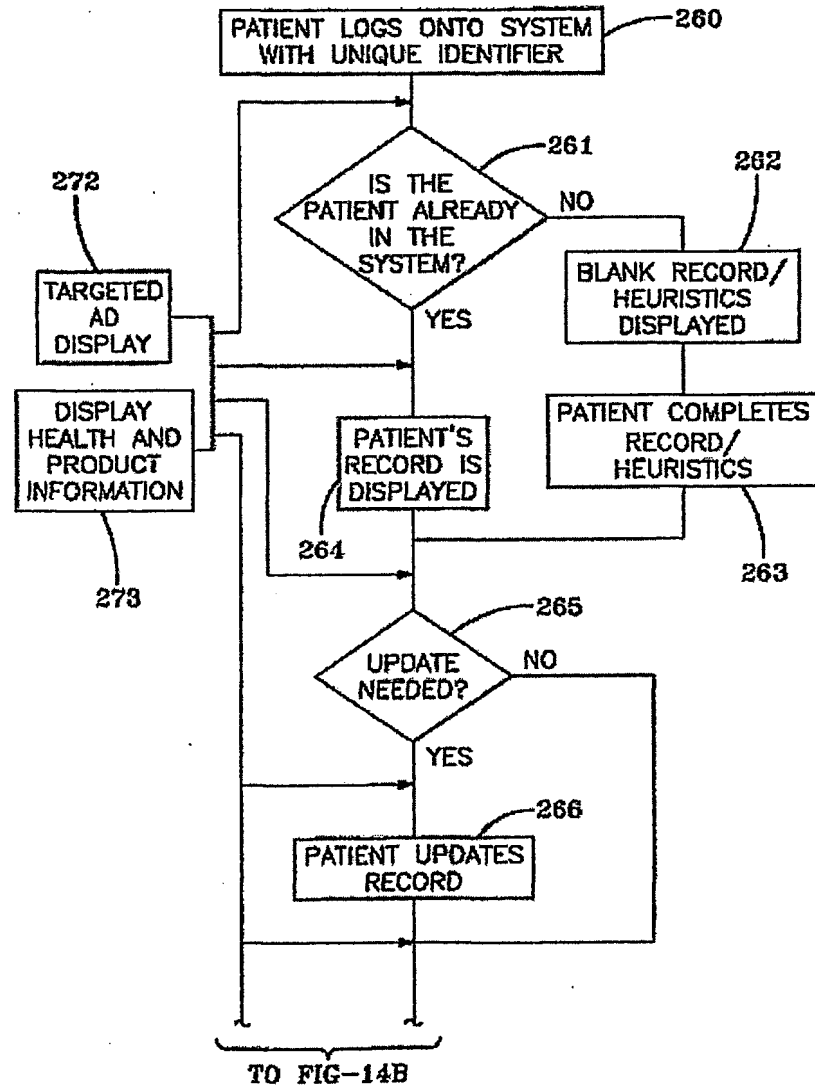 PATIENT LOGS ONTO SYSTEM
WITH UNIQUE IDENTIFIER
260
261
IS THE
PATIENT ALREADY
IN THE
SYSTEM?
NO
YES
262
BLANK RECORD/
HEURISTICS
DISPLAYED
272
TARGETED
AD
DISPLAY
DISPLAY
HEALTH AND
PRODUCT
INFORMATION
273
PATIENT'S
RECORD IS
DISPLAYED
264
PATIENT COMPLETES
RECORD/
HEURISTICS
263
265
UPDATE
NEEDED?
NO
YES
266
PATIENT UPDATES
RECORD
TO FIG-14B